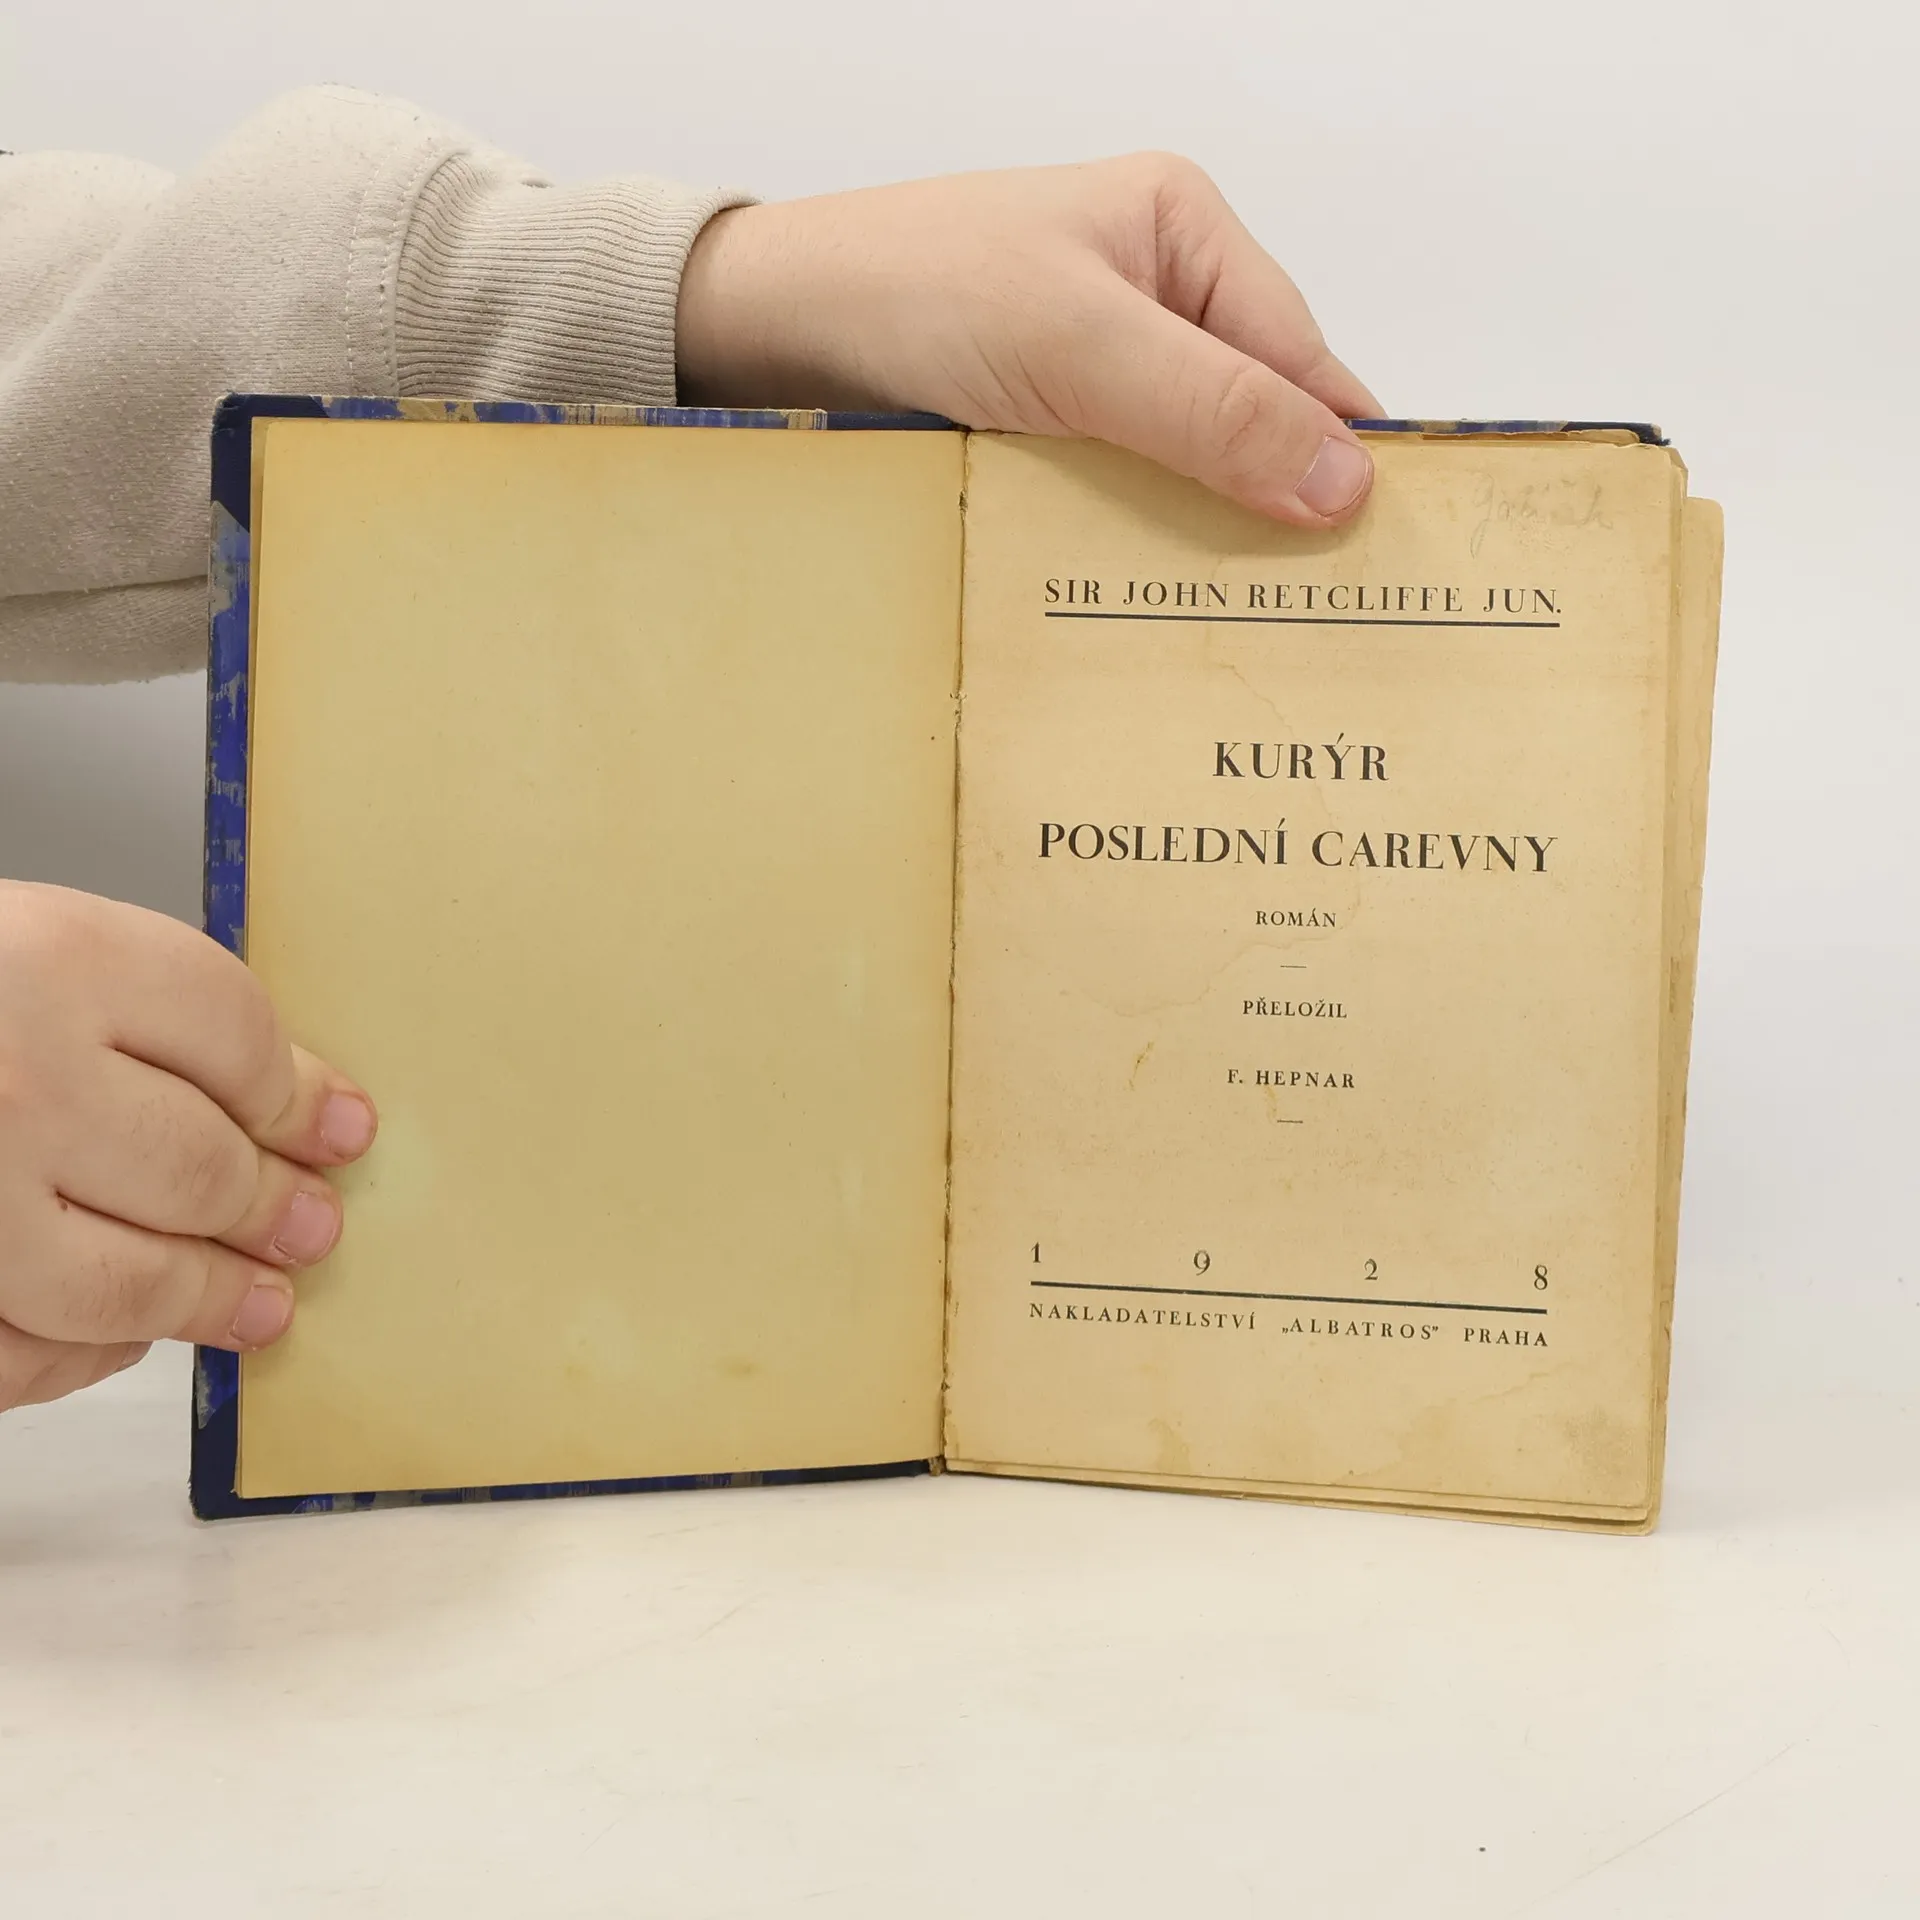 SIR JOHN RETCLIFFE JUN.
KURÝR
POSLEDNÍ CAREVNY
ROMÁN
PŘELOŽIL
F. HEPNAR
1 9 2 8
NAKLADATELSTVÍ „ALBATROS” PRAHA